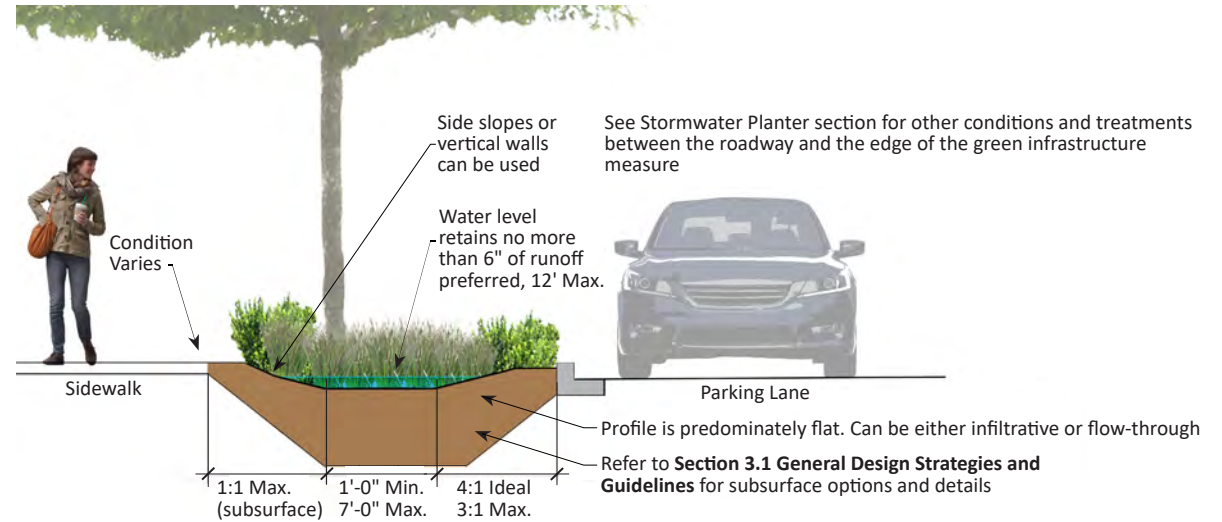 Side slopes or
vertical walls
can be used
See Stormwater Planter section for other conditions and treatments
between the roadway and the edge of the green infrastructure
measure
Water level
retains no more
than 6" of runoff
preferred, 12' Max.
Condition
Varies
Sidewalk
Parking Lane
Profile is predominately flat. Can be either infiltrative or flow-through
Refer to Section 3.1 General Design Strategies and
Guidelines for subsurface options and details
1:1 Max.
(subsurface)
1'-0" Min.
7'-0" Max.
4:1 Ideal
3:1 Max.